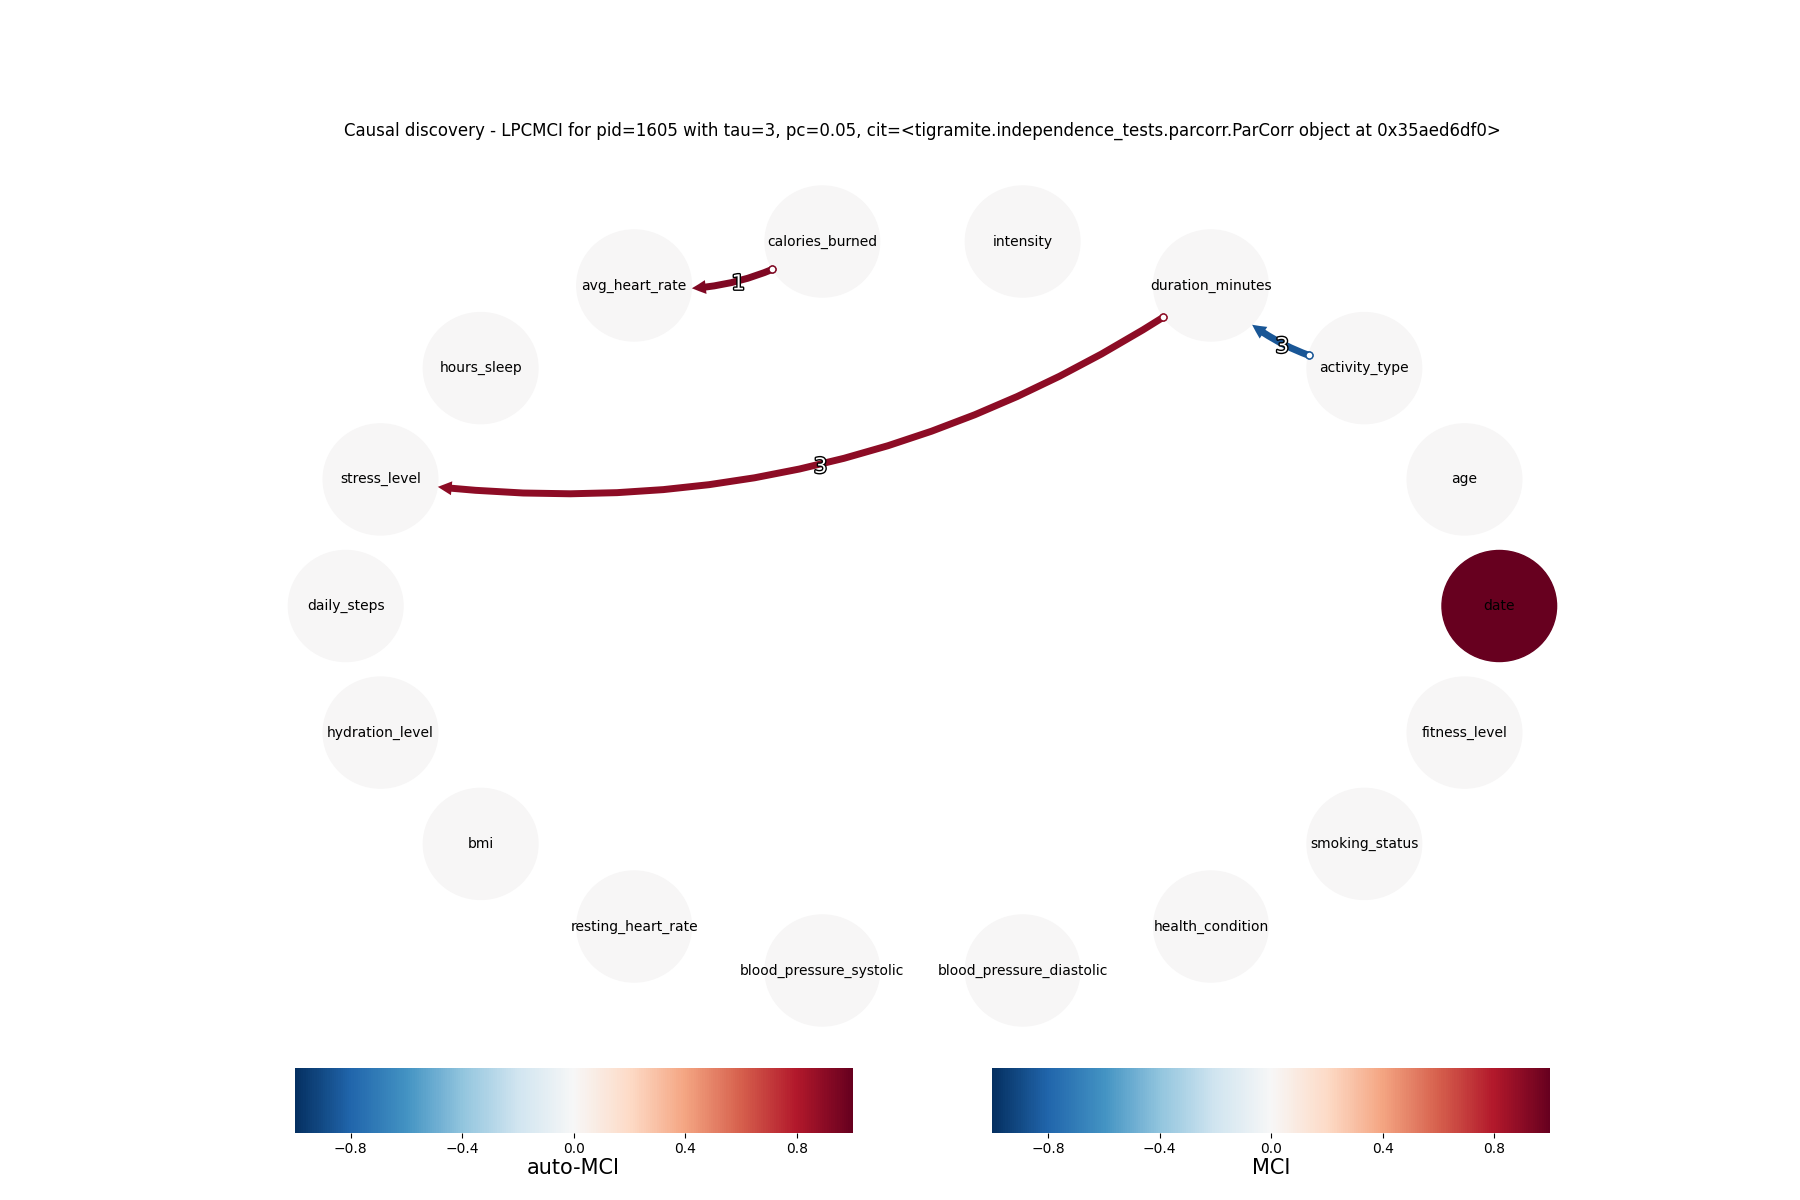 Causal discovery - LPCMCI for pid=1605 with tau=3, pc=0.05, cit=<tigramite.independence_tests.parcorr.ParCorr object at 0x35aed6df0>
calories_burned
intensity
avg_heart_rate
1
duration_minutes
3
hours_sleep
activity_type
3
stress_level
age
daily_steps
date
hydration_level
fitness_level
bmi
smoking_status
resting_heart_rate
health_condition
blood_pressure_systolic
blood_pressure_diastolic
−0.8 −0.4 0.0 0.4 0.8
auto-MCI
−0.8 −0.4 0.0 0.4 0.8
MCI